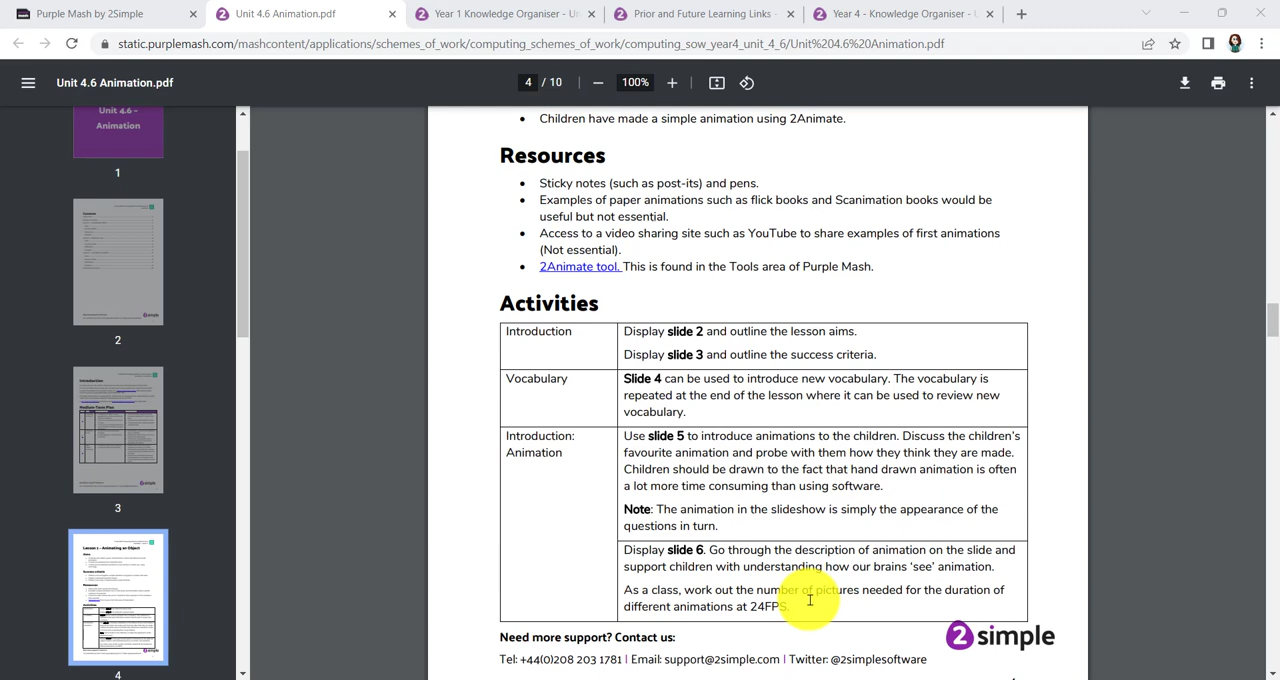 Purple Mash by 2Simple
Unit 4.6 Animation.pdf
Year 1 Knowledge Organiser - Un
Prior and Future Learning Links -
Year 4 - Knowledge Organiser - U
static.purplemash.com/mashcontent/applications/schemes_of_work/computing_schemes_of_work/computing_sow_year4_unit_4_6/Unit%204.6%20Animation.pdf
Unit 4.6 Animation.pdf
4 / 10
100%
Unit 4.6 -
Animation
1
2
3
4
Children have made a simple animation using 2Animate.
Resources
Sticky notes (such as post-its) and pens.
Examples of paper animations such as flick books and Scanimation books would be
useful but not essential.
Access to a video sharing site such as YouTube to share examples of first animations
(Not essential).
2Animate tool. This is found in the Tools area of Purple Mash.
Activities
Introduction
Display slide 2 and outline the lesson aims.
Display slide 3 and outline the success criteria.
Vocabulary
Slide 4 can be used to introduce new vocabulary. The vocabulary is
repeated at the end of the lesson where it can be used to review new
vocabulary.
Introduction:
Animation
Use slide 5 to introduce animations to the children. Discuss the children's
favourite animation and probe with them how they think they are made.
Children should be drawn to the fact that hand drawn animation is often
a lot more time consuming than using software.
Note: The animation in the slideshow is simply the appearance of the
questions in turn.
Display slide 6. Go through the description of animation on the slide and
support children with understanding how our brains 'see' animation.
As a class, work out the number of pictures needed for the duration of
different animations at 24FPS.
Need more support? Contact us:
Tel: +44(0)208 203 1781 | Email: support@2simple.com | Twitter: @2simplesoftware
2simple